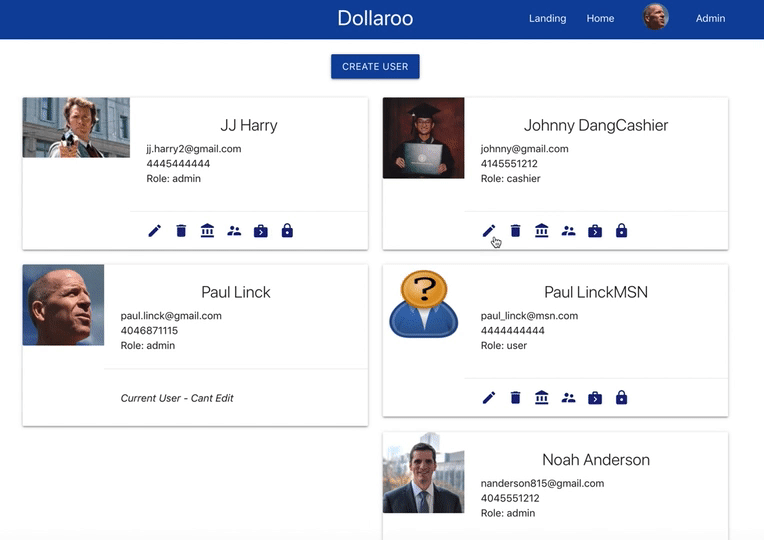 Dollaroo
Landing
Home
Admin
CREATE USER
JJ Harry
jj.harry2@gmail.com
4445444444
Role: admin
Johnny DangCashier
johnny@gmail.com
4145551212
Role: cashier
Paul Linck
paul.linck@gmail.com
4046871115
Role: admin
Current User - Cant Edit
Paul LinckMSN
paul_linck@msn.com
4444444444
Role: user
Noah Anderson
nanderson815@gmail.com
4045551212
Role: admin